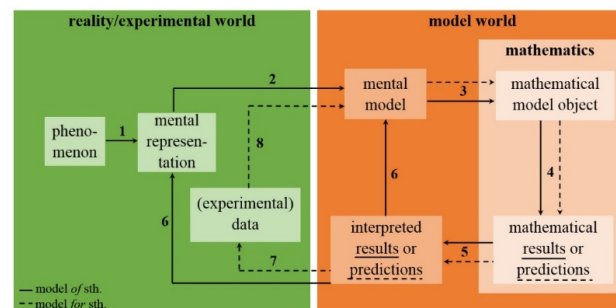 reality/experimental world
model world
mathematics
2
mental
model
3
mathematical
model object
pheno-
menon
1
mental
represen-
tation
8
4
6
6
(experimental)
data
interpreted
results or
predictions
5
mathematical
results or
predictions
7
model of sth.
model for sth.